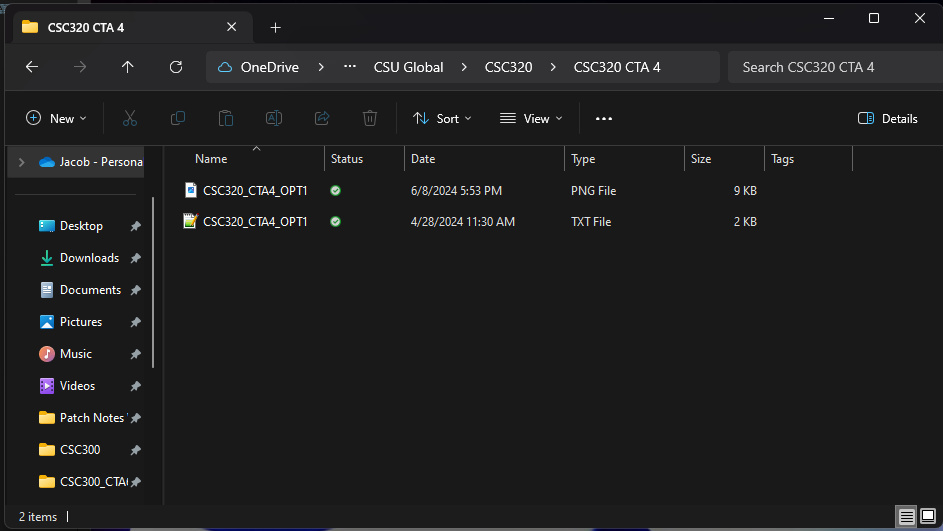 CSC320 CTA 4
OneDrive > ... CSU Global > CSC320 > CSC320 CTA 4
Search CSC320 CTA 4
New
Sort
View
...
Details
Jacob - Persona
Desktop
Downloads
Documents
Pictures
Music
Videos
Patch Notes
CSC300
CSC300_CTA
Name Status Date Type Size Tags
CSC320_CTA4_OPT1 6/8/2024 5:53 PM PNG File 9 KB
CSC320_CTA4_OPT1 4/28/2024 11:30 AM TXT File 2 KB
2 items